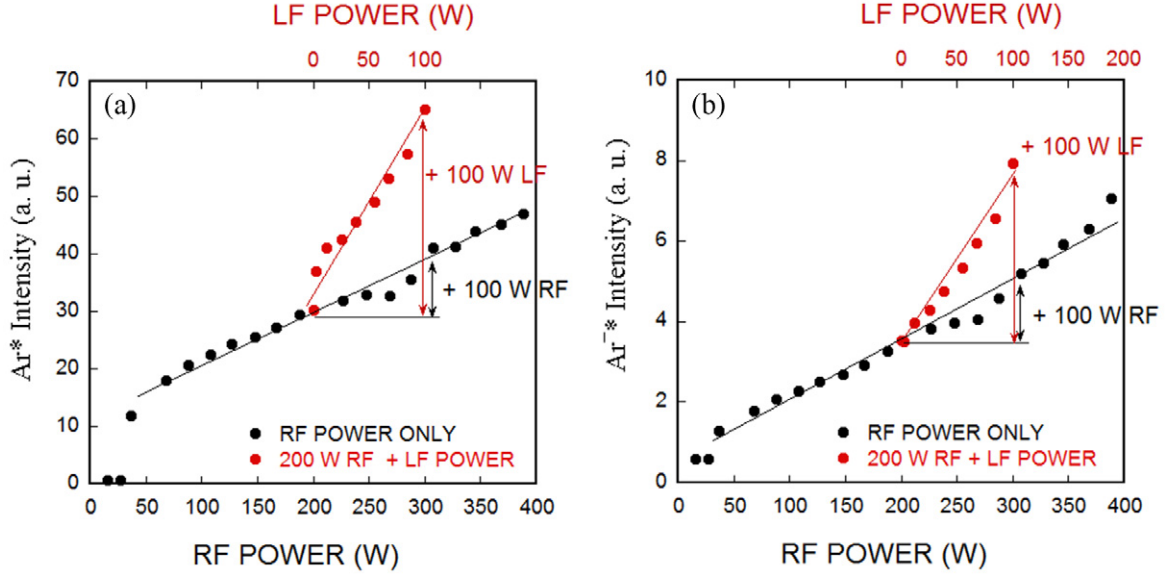 LF POWER (W)
0 50 100
(a)
Ar* Intensity (a. u.)
70
60
50
40
30
20
10
0
+ 100 W LF
+ 100 W RF
RF POWER ONLY
200 W RF + LF POWER
0 50 100 150 200 250 300 350 400
RF POWER (W)
LF POWER (W)
0 50 100 150 200
(b)
Ar⁻* Intensity (a. u.)
10
8
6
4
2
0
+ 100 W LF
+ 100 W RF
RF POWER ONLY
200 W RF + LF POWER
0 50 100 150 200 250 300 350 400
RF POWER (W)